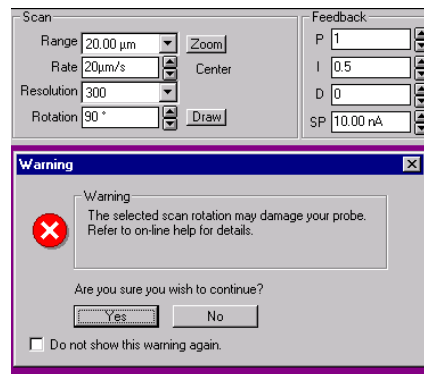 Scan
Feedback
Range 20.00 µm Zoom
P 1
Rate 20µm/s Center
I 0.5
Resolution 300
D 0
Rotation 90 ° Draw
SP 10.00 nA
Warning
Warning
The selected scan rotation may damage your probe.
Refer to on-line help for details.
Are you sure you wish to continue?
Yes No
Do not show this warning again.